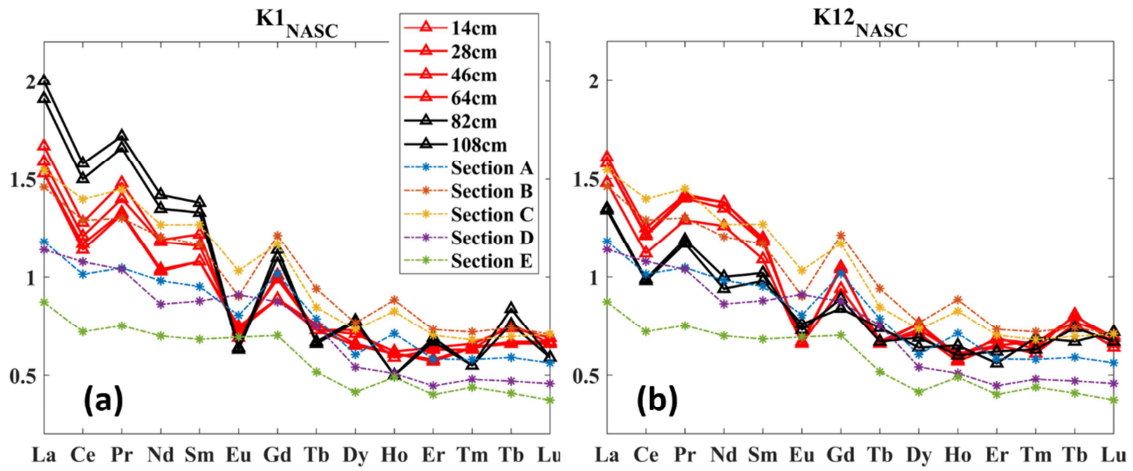 K1NASC
K12NASC
2
1.5
1
0.5
2
1.5
1
0.5
14cm
28cm
46cm
64cm
82cm
108cm
Section A
Section B
Section C
Section D
Section E
(a)
(b)
La Ce Pr Nd Sm Eu Gd Tb Dy Ho Er Tm Tb Lu
La Ce Pr Nd Sm Eu Gd Tb Dy Ho Er Tm Tb Lu